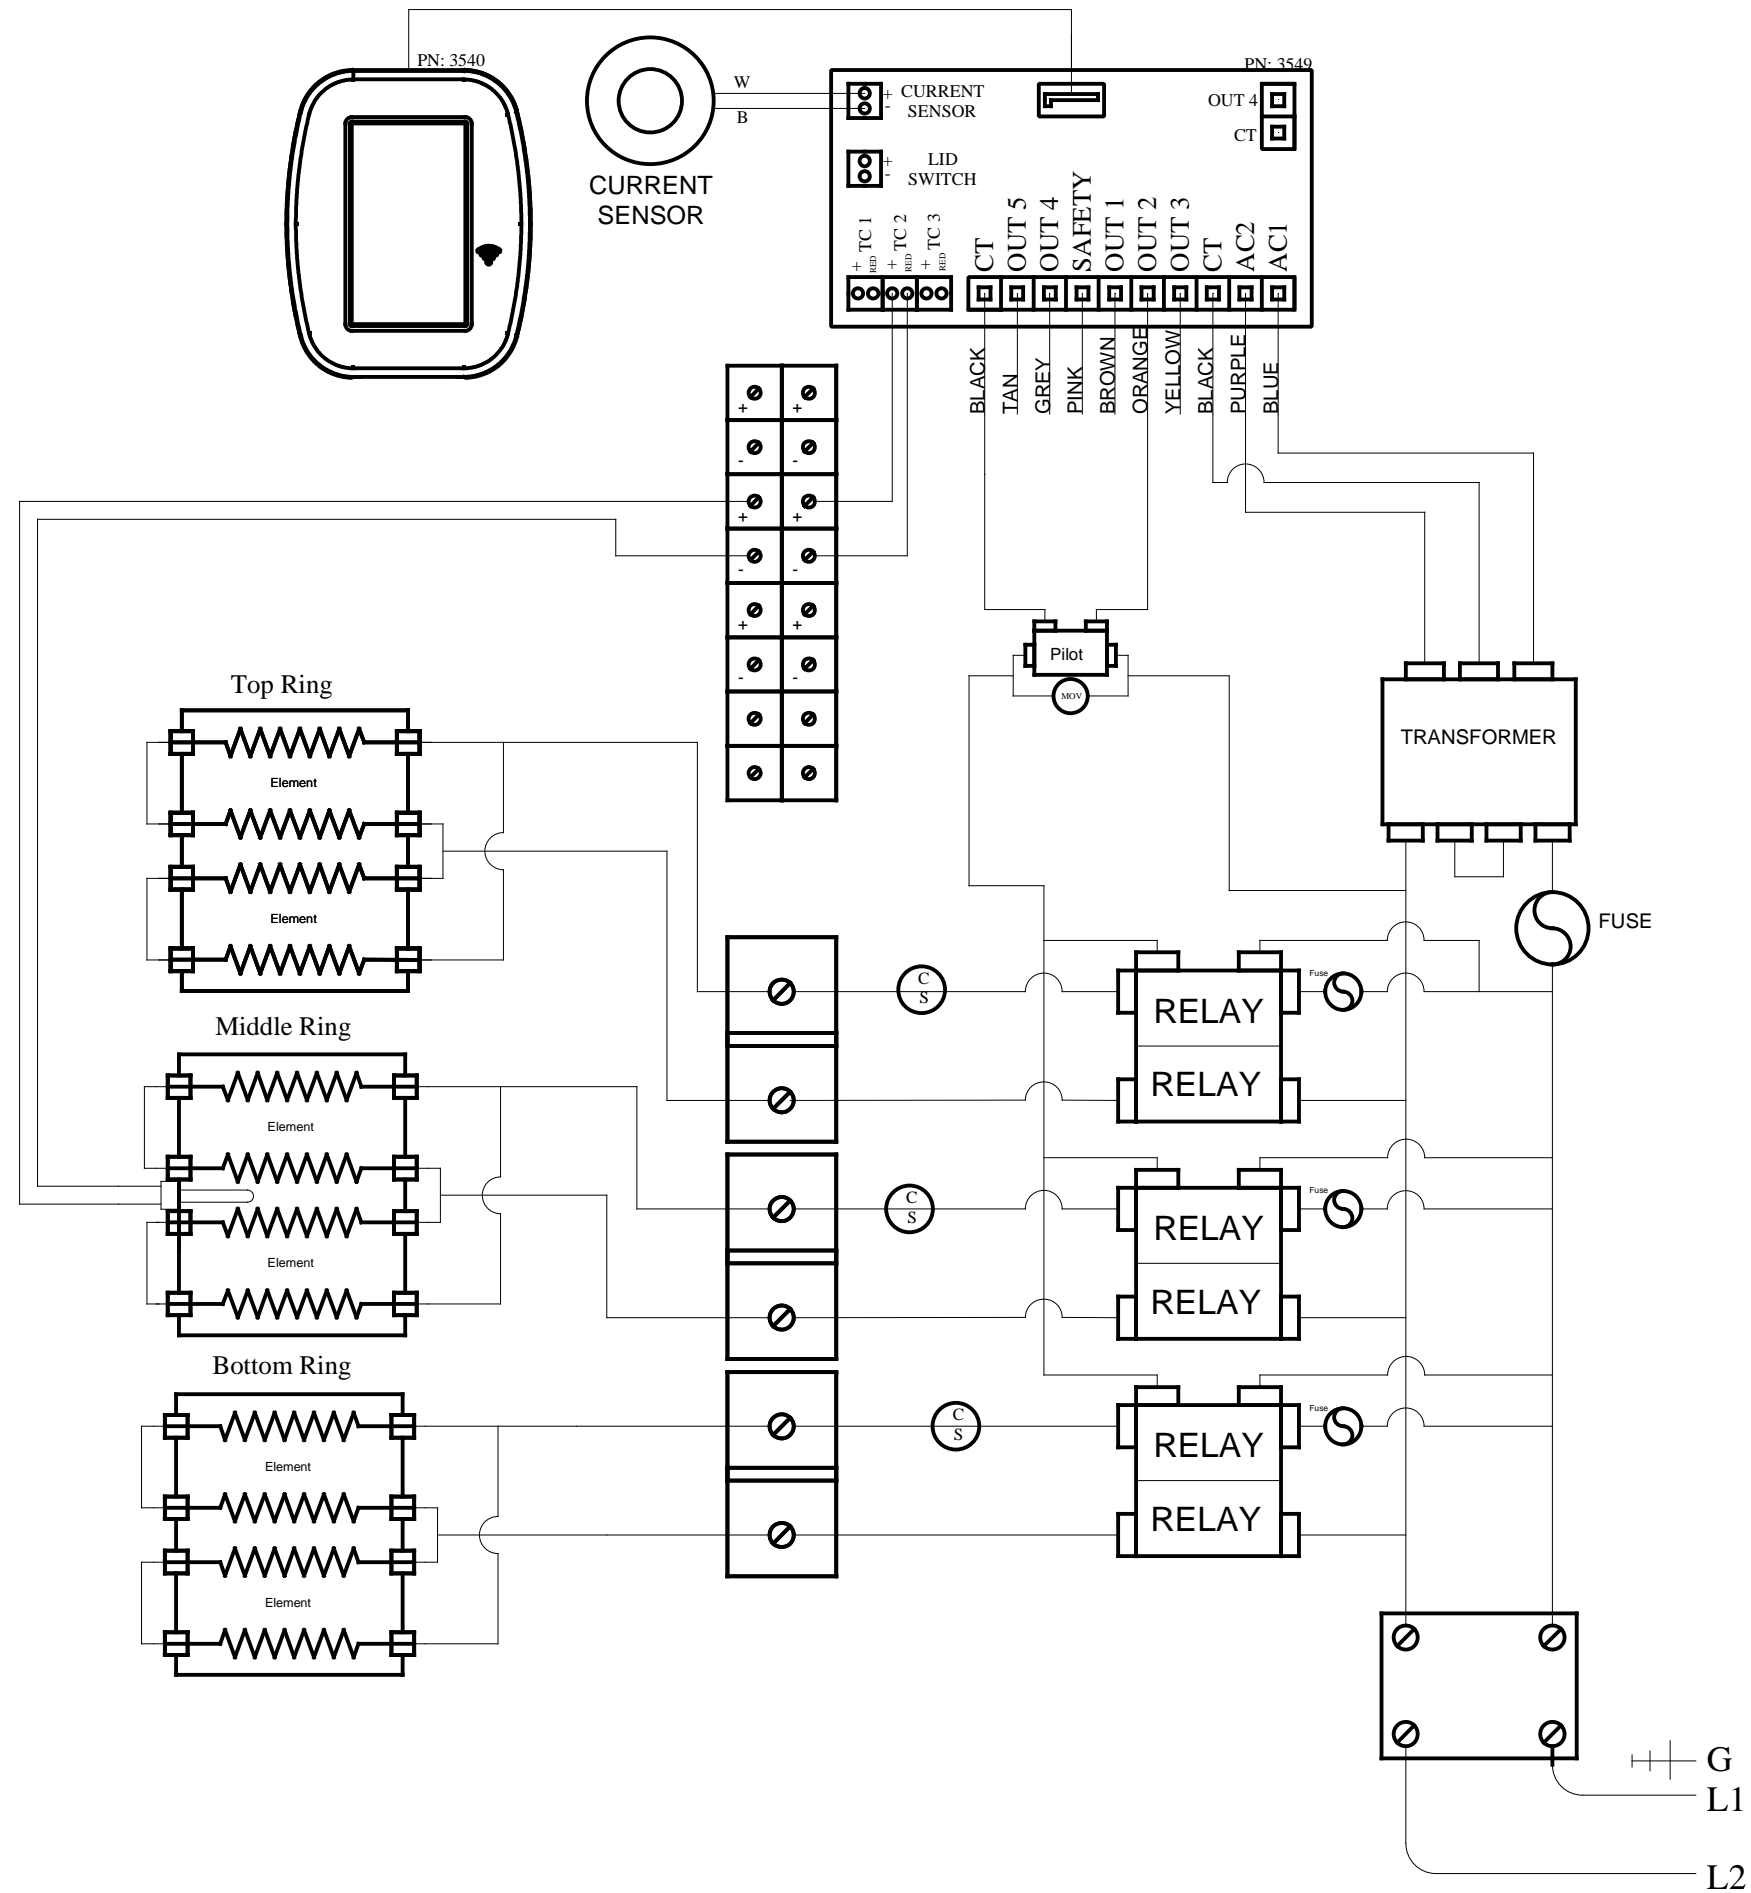 PN: 3540
PN: 3549
W
B
CURRENT
SENSOR
+ CURRENT
- SENSOR
OUT 4
CT
+ LID
- SWITCH
+ TC 1 RED
+ TC 2 RED
+ TC 3 RED
CT
OUT 5
OUT 4
SAFETY
OUT 1
OUT 2
OUT 3
CT
AC2
AC1
BLACK
TAN
GREY
PINK
BROWN
ORANGE
YELLOW
BLACK
PURPLE
BLUE
+ +
- -
+ +
- -
+ +
- -
Pilot
MOV
TRANSFORMER
FUSE
Top Ring
Element
Element
C
S
Fuse
RELAY
RELAY
Middle Ring
Element
Element
C
S
Fuse
RELAY
RELAY
Bottom Ring
Element
Element
C
S
Fuse
RELAY
RELAY
G
L1
L2